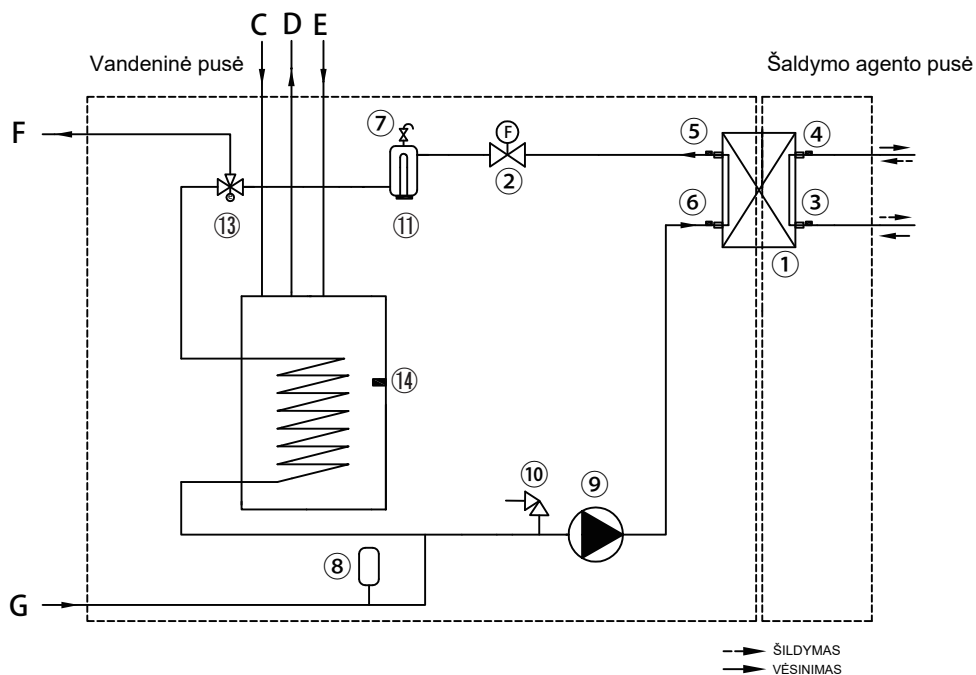 C D E
Vandeninė pusė
Šaldymo agento pusė
F
⑦
F
②
⑤
④
⑥
③
⑬
⑪
①
⑭
⑩
⑨
⑧
G
ŠILDYMAS
VĖSINIMAS